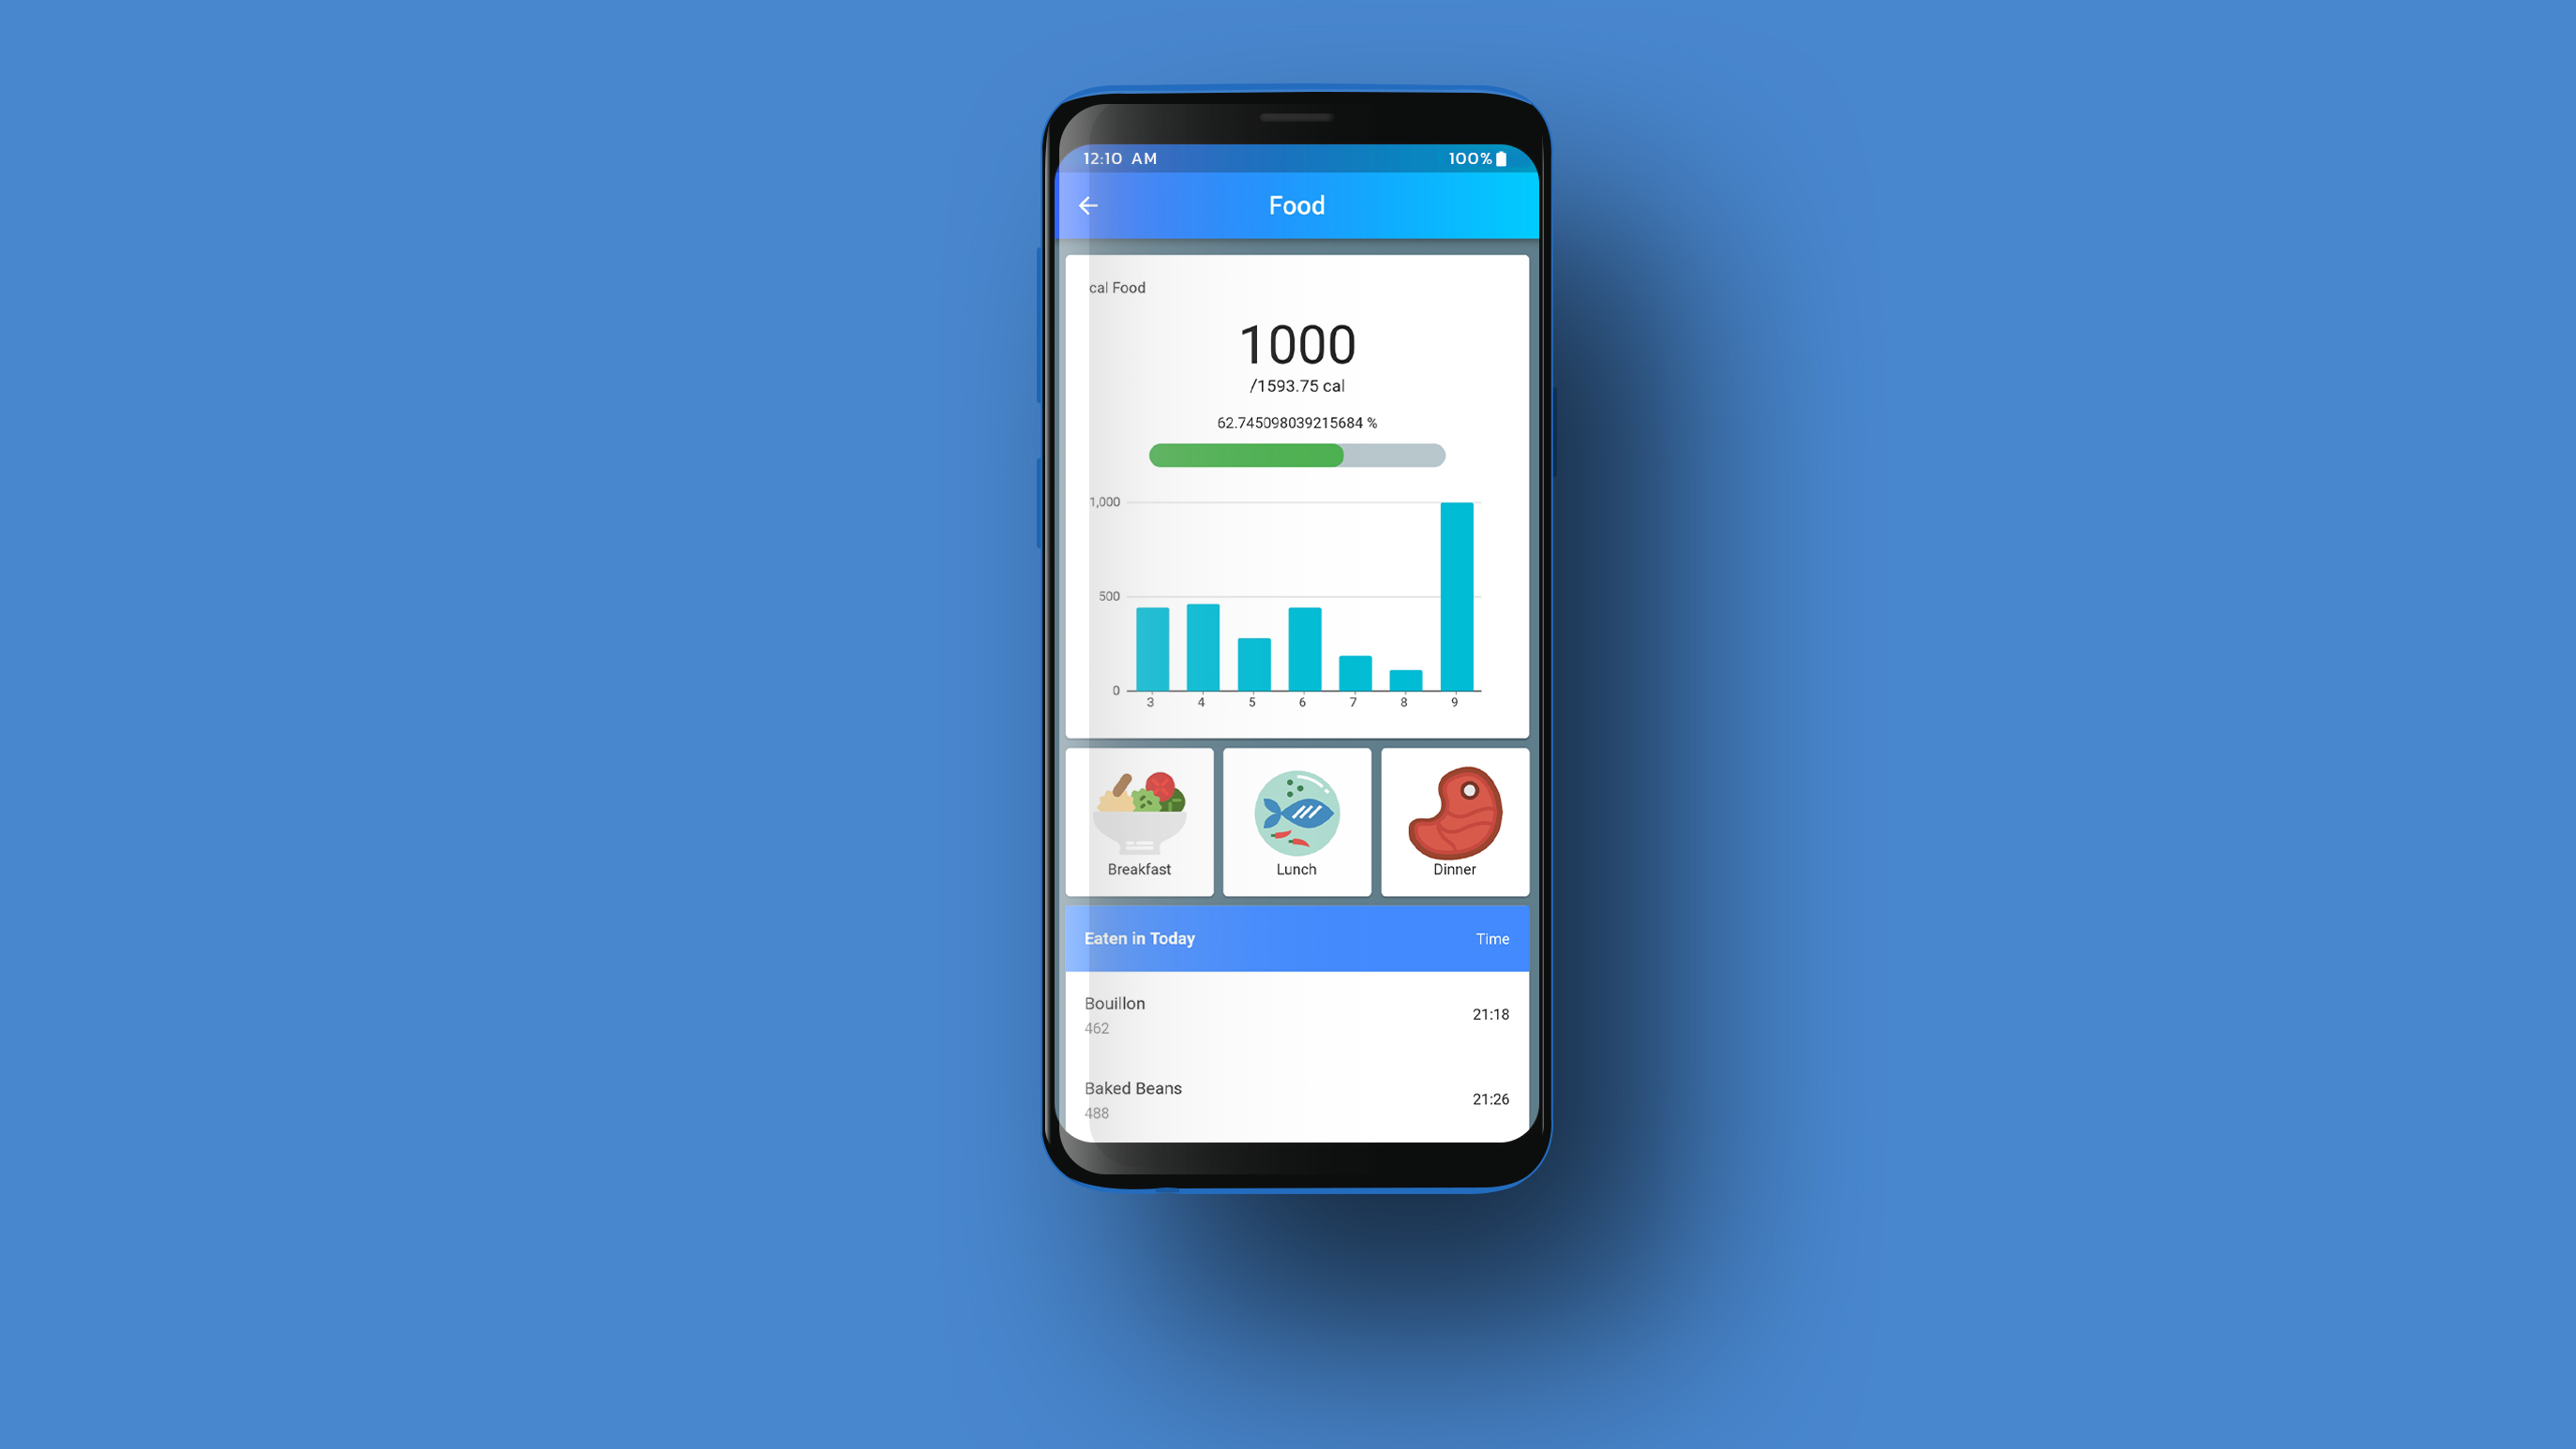 12:10 AM 100%
Food
cal Food
1000
/1593.75 cal
62.745098039215684 %
1,000
500
0
3 4 5 6 7 8 9
Breakfast Lunch Dinner
Eaten in Today Time
Bouillon
462
21:18
Baked Beans
488
21:26